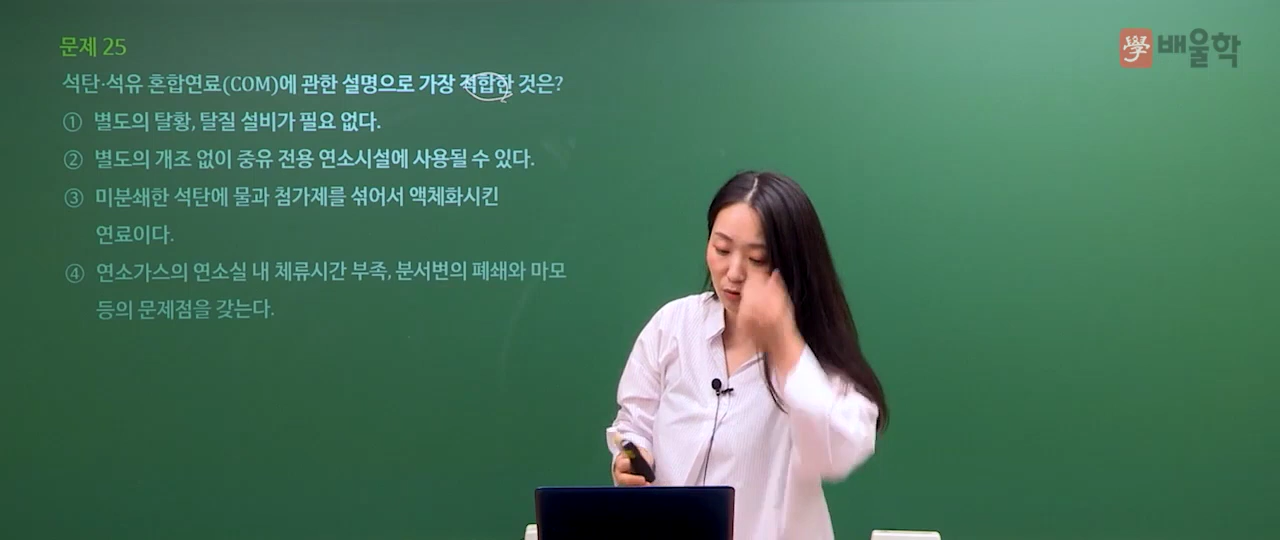 문제 25
學 배울학
석탄·석유 혼합연료(COM)에 관한 설명으로 가장 적합한 것은?
① 별도의 탈황, 탈질 설비가 필요 없다.
② 별도의 개조 없이 중유 전용 연소시설에 사용될 수 있다.
③ 미분쇄한 석탄에 물과 첨가제를 섞어서 액체화시킨
연료이다.
④ 연소가스의 연소실 내 체류시간 부족, 분서변의 폐쇄와 마모
등의 문제점을 갖는다.